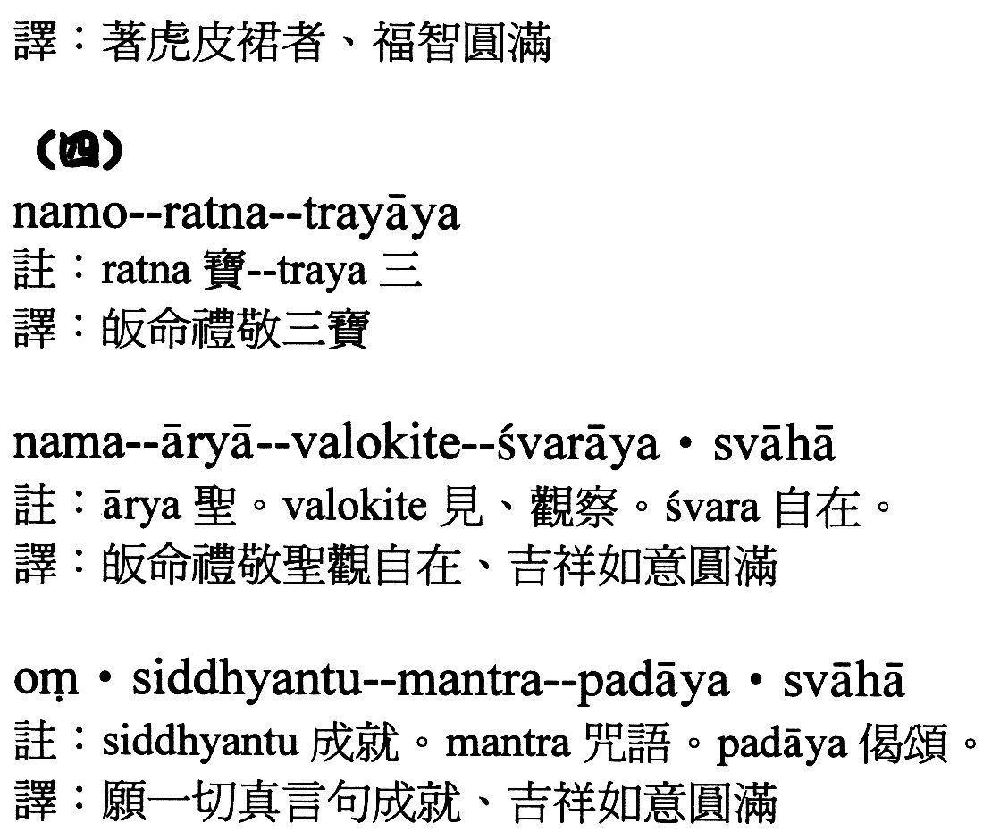 譯：著虎皮裙者、福智圓滿
（四）
namo--ratna--trayāya
註：ratna 寶--traya 三
譯：皈命禮敬三寶
nama--āryā--valokite--śvarāya • svāhā
註：ārya 聖。valokite 見、觀察。śvara 自在。
譯：皈命禮敬聖觀自在、吉祥如意圓滿
oṃ • siddhyantu--mantra--padāya • svāhā
註：siddhyantu 成就。mantra 咒語。padāya 偈頌。
譯：願一切真言句成就、吉祥如意圓滿